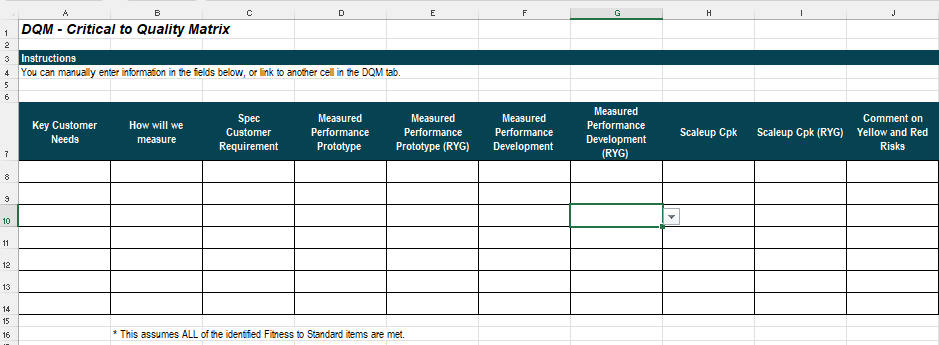 A B C D E F G H I J
1 DQM - Critical to Quality Matrix
2
3 Instructions
4 You can manually enter information in the fields below, or link to another cell in the DQM tab.
5
6
Key Customer Needs
How will we measure
Spec Customer Requirement
Measured Performance Prototype
Measured Performance Prototype (RYG)
Measured Performance Development
Measured Performance Development (RYG)
Scaleup Cpk
Scaleup Cpk (RYG)
Comment on Yellow and Red Risks
7
8
9
10
11
12
13
14
15
16 * This assumes ALL of the identified Fitness to Standard items are met.